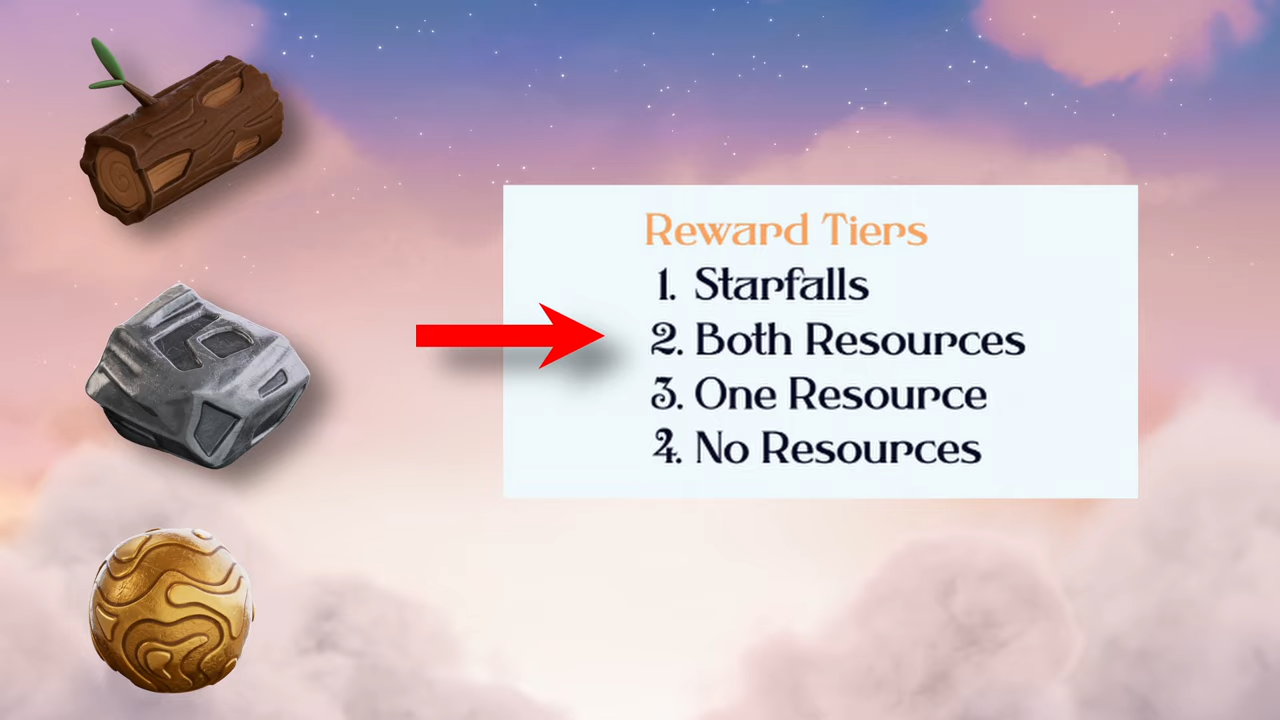 Reward Tiers
1. Starfalls
2. Both Resources
3. One Resource
4. No Resources